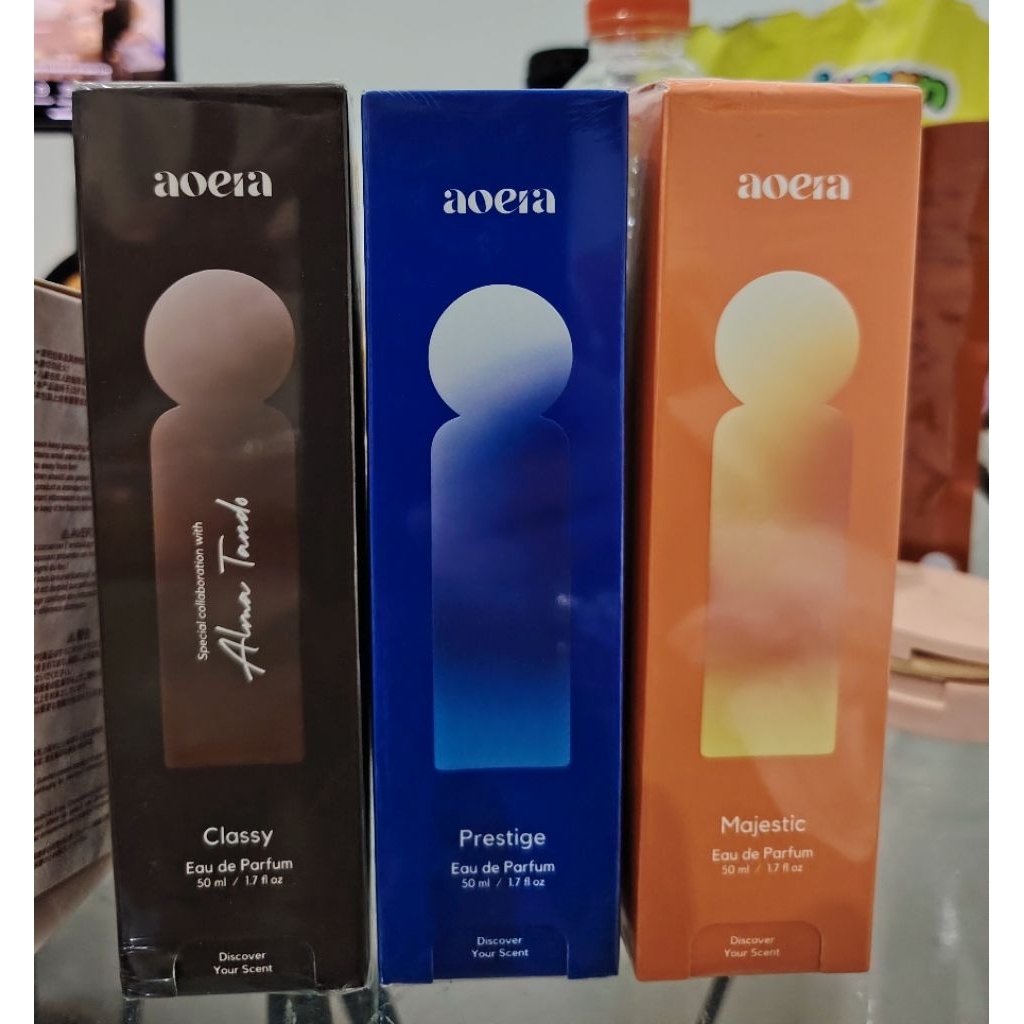 aoera
Special collaboration with
Alma Tando
Classy
Eau de Parfum
50 ml / 1.7 fl oz
Discover
Your Scent
aoera
Prestige
Eau de Parfum
50 ml / 1.7 fl oz
Discover
Your Scent
aoera
Majestic
Eau de Parfum
50 ml / 1.7 fl oz
Discover
Your Scent